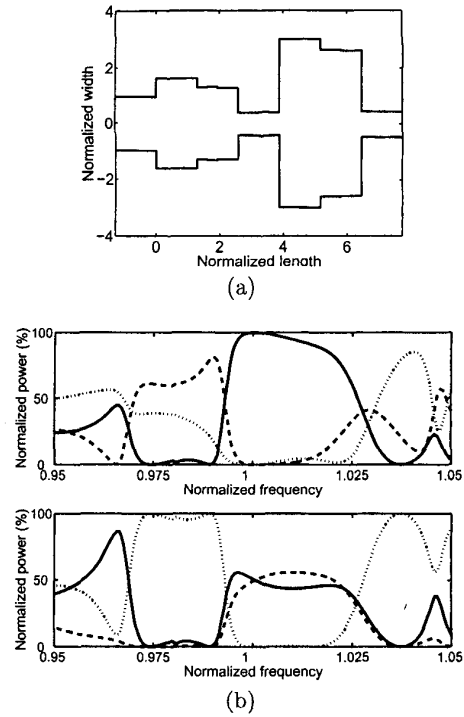 4
2
0
−2
−4
Normalized width
0 2 4 6
Normalized length
(a)
100
50
0
Normalized power (%)
0.95 0.975 1 1.025 1.05
Normalized frequency
100
50
0
Normalized power (%)
0.95 0.975 1 1.025 1.05
Normalized frequency
(b)